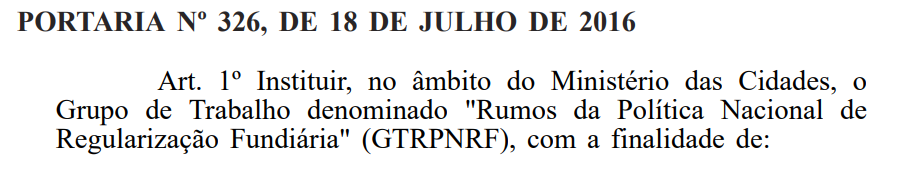 PORTARIA Nº 326, DE 18 DE JULHO DE 2016
Art. 1º Instituir, no âmbito do Ministério das Cidades, o
Grupo de Trabalho denominado "Rumos da Política Nacional de
Regularização Fundiária" (GTRPNRF), com a finalidade de: